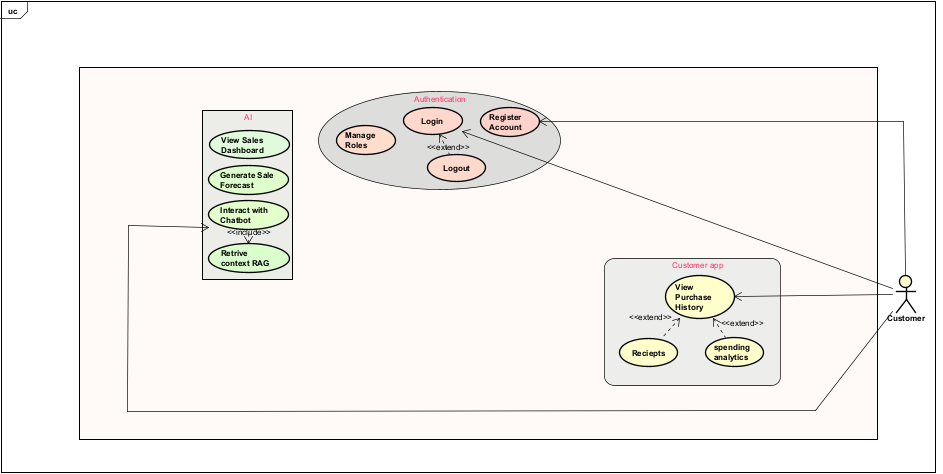 uc
AI
View Sales
Dashboard
Generate Sale
Forecast
Interact with
Chatbot
<<include>>
Retrive
context RAG
Authentication
Login
Register
Account
Manage
Roles
<<extend>>
Logout
Customer app
View
Purchase
History
<<extend>>
<<extend>>
Reciepts
spending
analytics
Customer